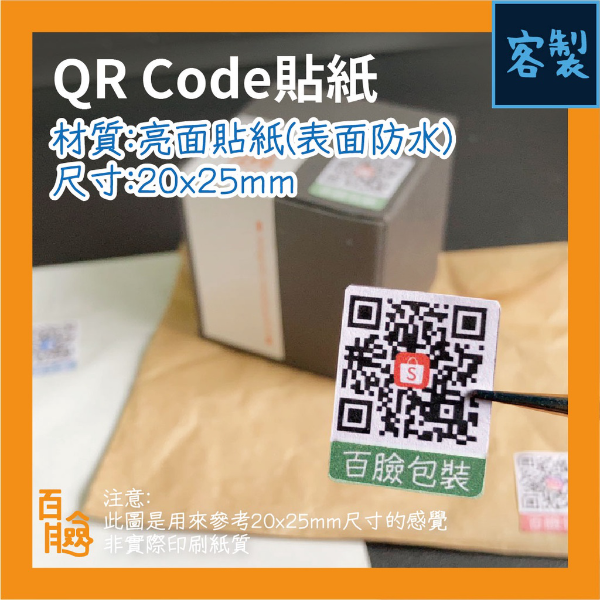 客製
QR Code貼紙
材質:亮面貼紙(表面防水)
尺寸:20x25mm
S
百臉包裝
百臉
注意:
此圖是用來參考20x25mm尺寸的感覺
非實際印刷紙質